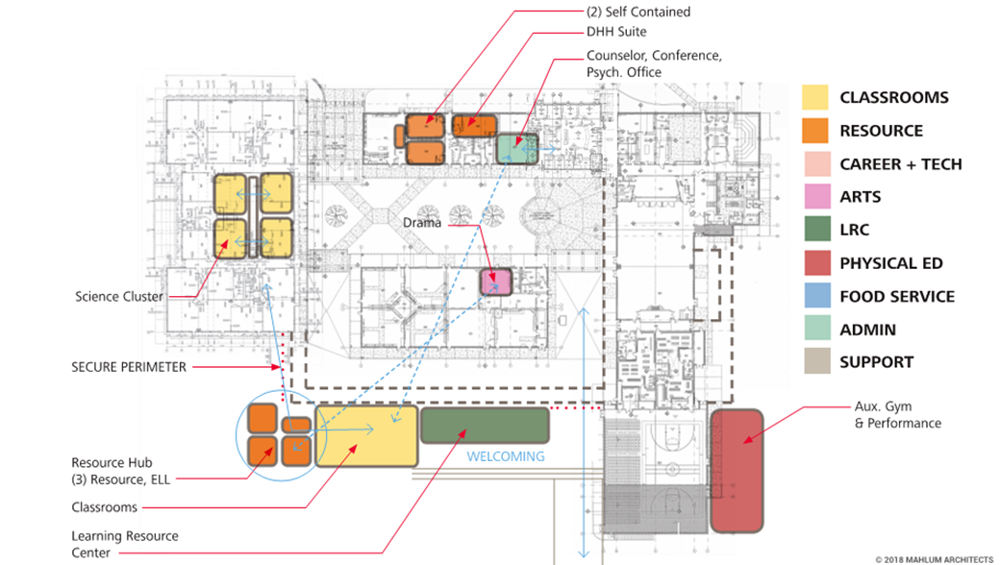 (2) Self Contained
DHH Suite
Counselor, Conference,
Psych. Office
CLASSROOMS
RESOURCE
CAREER + TECH
ARTS
LRC
PHYSICAL ED
FOOD SERVICE
ADMIN
SUPPORT
Drama
Science Cluster
SECURE PERIMETER
Aux. Gym
& Performance
WELCOMING
Resource Hub
(3) Resource, ELL
Classrooms
Learning Resource
Center
© 2018 MAHLUM ARCHITECTS